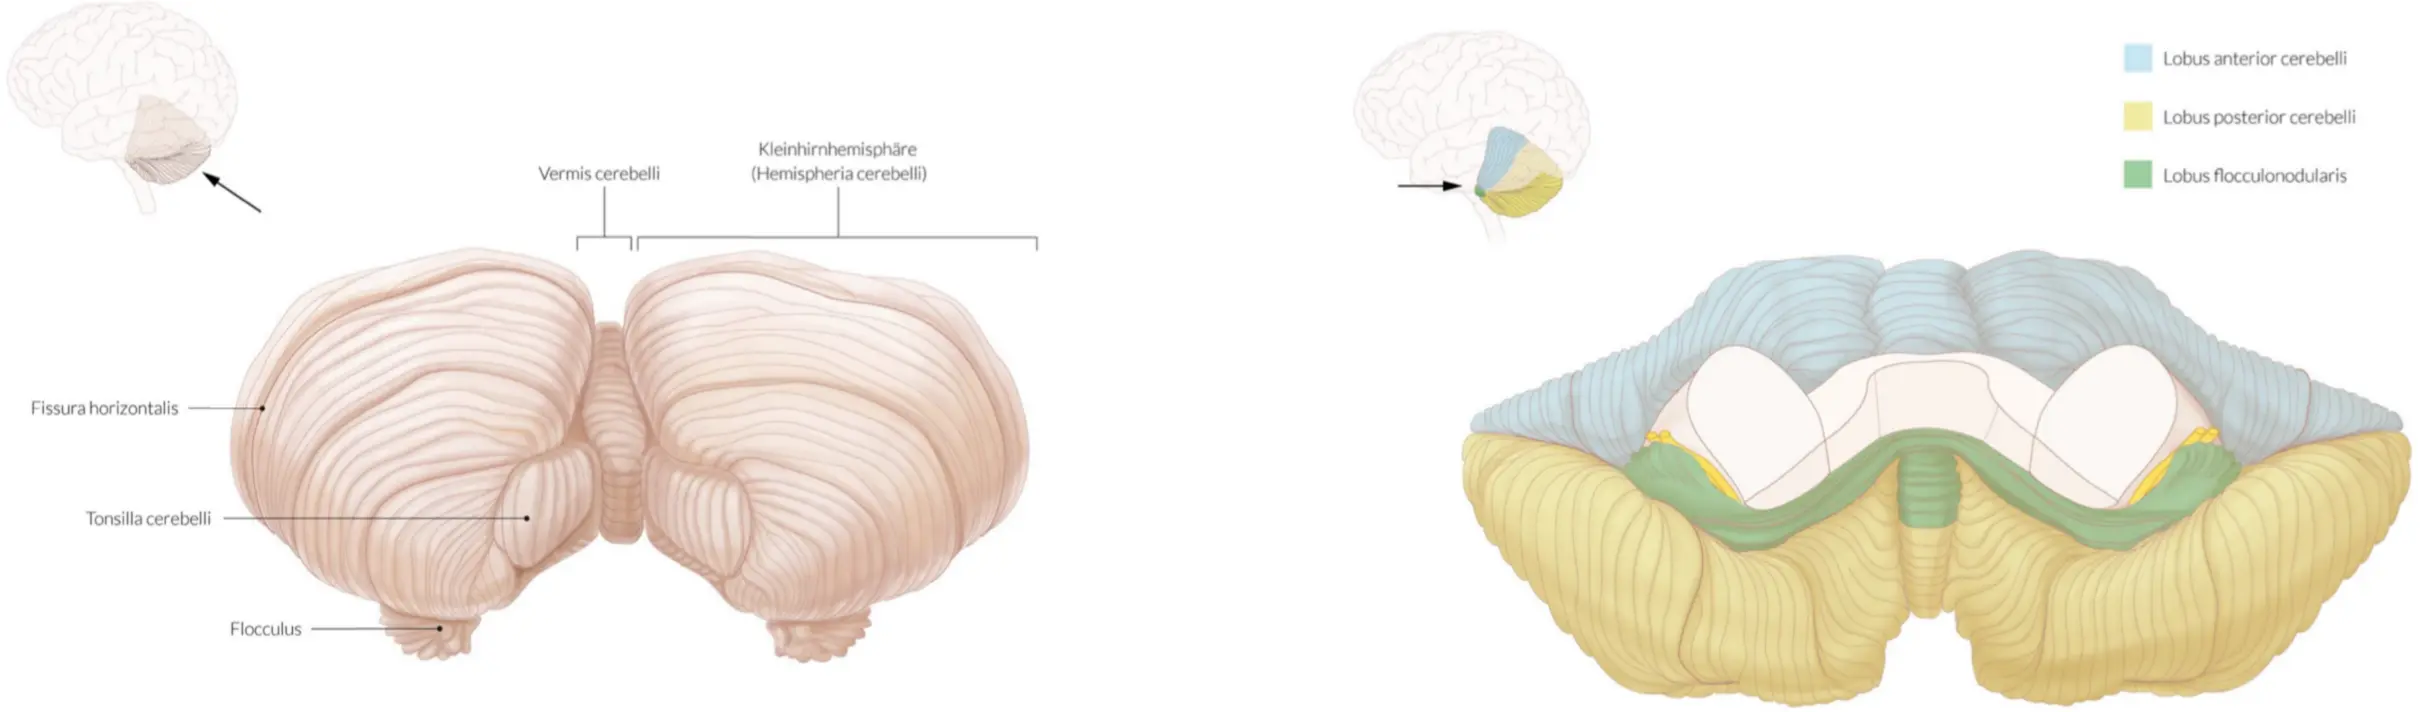 Vermis cerebelli
Kleinhirnhemisphäre
(Hemispheria cerebelli)
Fissura horizontalis
Tonsilla cerebelli
Flocculus
Lobus anterior cerebelli
Lobus posterior cerebelli
Lobus flocculonodularis